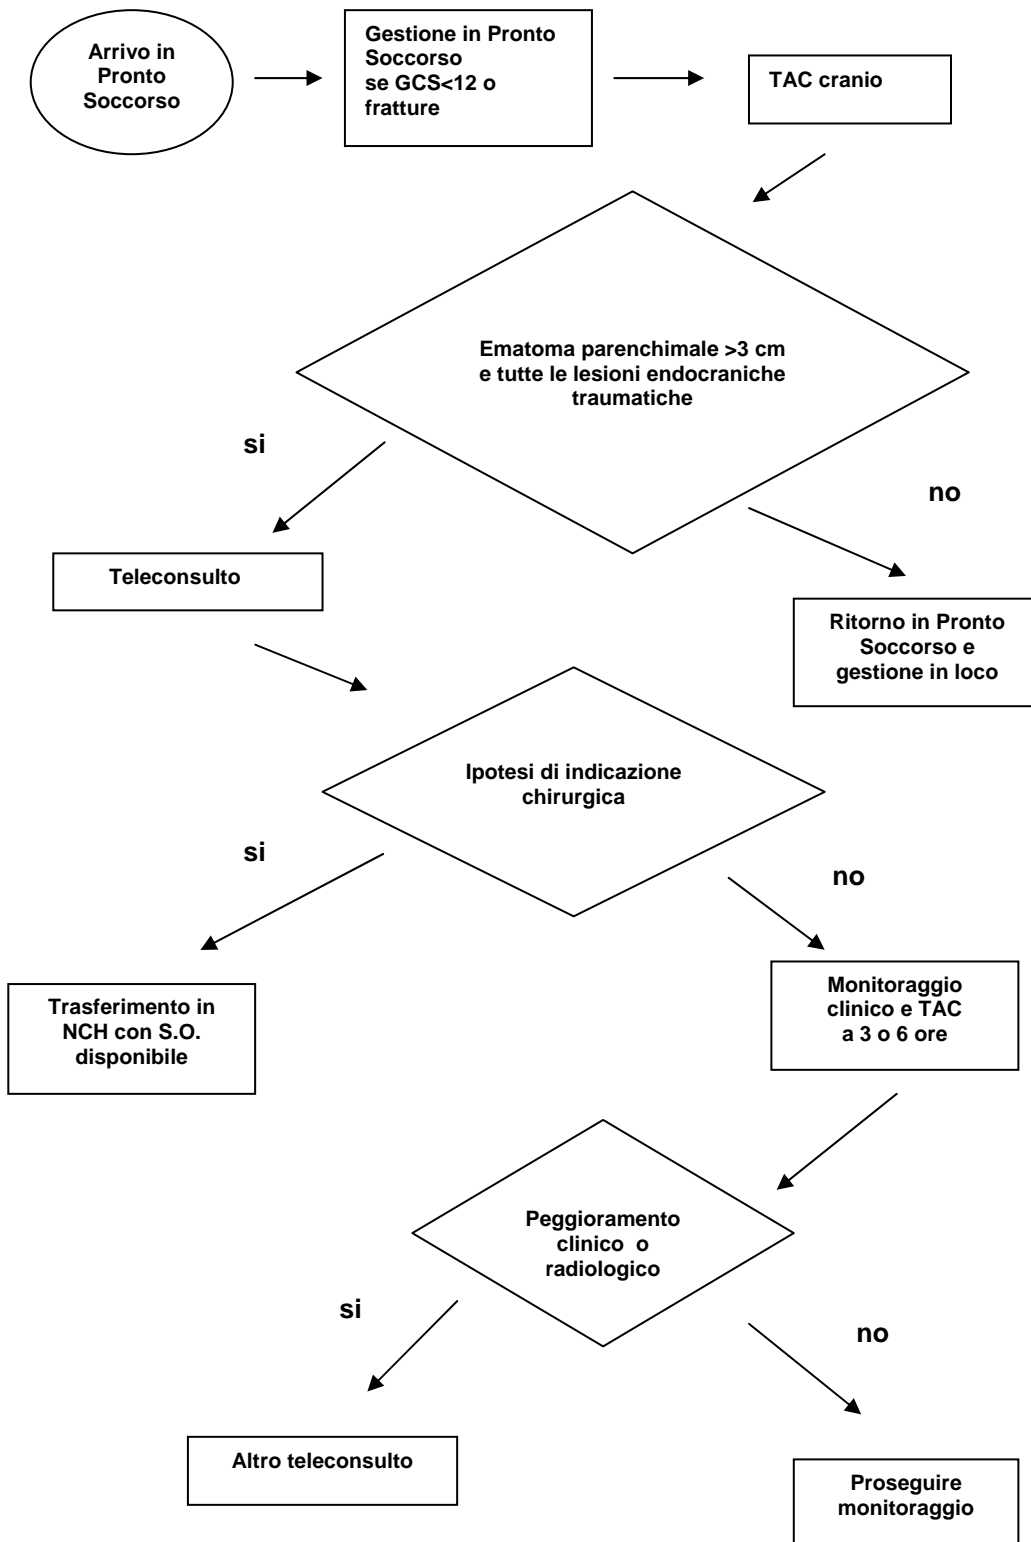 Arrivo in
Pronto
Soccorso
Gestione in Pronto
Soccorso
se GCS<12 o
fratture
TAC cranio
Ematoma parenchimale >3 cm
e tutte le lesioni endocraniche
traumatiche
si
no
Teleconsulto
Ritorno in Pronto
Soccorso e
gestione in loco
Ipotesi di indicazione
chirurgica
si
no
Trasferimento in
NCH con S.O.
disponibile
Monitoraggio
clinico e TAC
a 3 o 6 ore
Peggioramento
clinico o
radiologico
si
no
Altro teleconsulto
Proseguire
monitoraggio